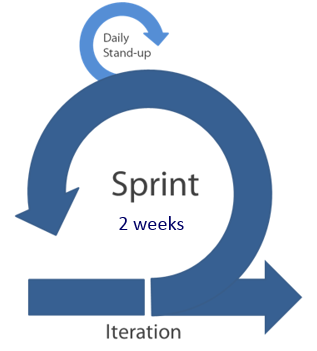 Daily
Stand-up
Sprint
2 weeks
Iteration